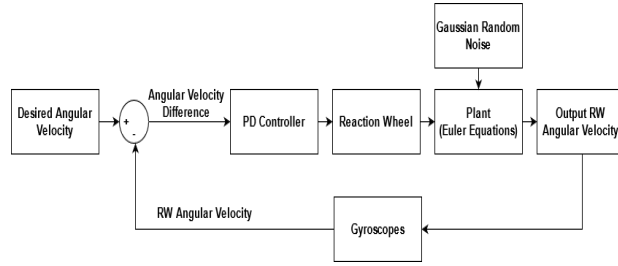 Gaussian Random
Noise
Angular Velocity
Difference
Desired Angular
Velocity
+
-
PD Controller
Reaction Wheel
Plant
(Euler Equations)
Output RW
Angular Velocity
RW Angular Velocity
Gyroscopes